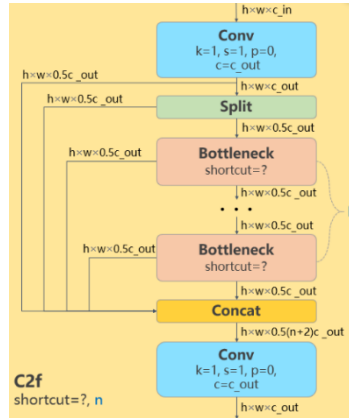 h×w×c_in
Conv
k=1, s=1, p=0,
c=c_out
h×w×0.5c_out
h×w×c_out
h×w×0.5c_out
Split
h×w×0.5c_out
Bottleneck
shortcut=?
h×w×0.5c_out
h×w×0.5c_out
. . .
h×w×0.5c_out
Bottleneck
shortcut=?
h×w×0.5c_out
h×w×0.5c_out
Concat
h×w×0.5(n+2)c_out
Conv
k=1, s=1, p=0,
c=c_out
C2f
shortcut=?, n
h×w×c_out